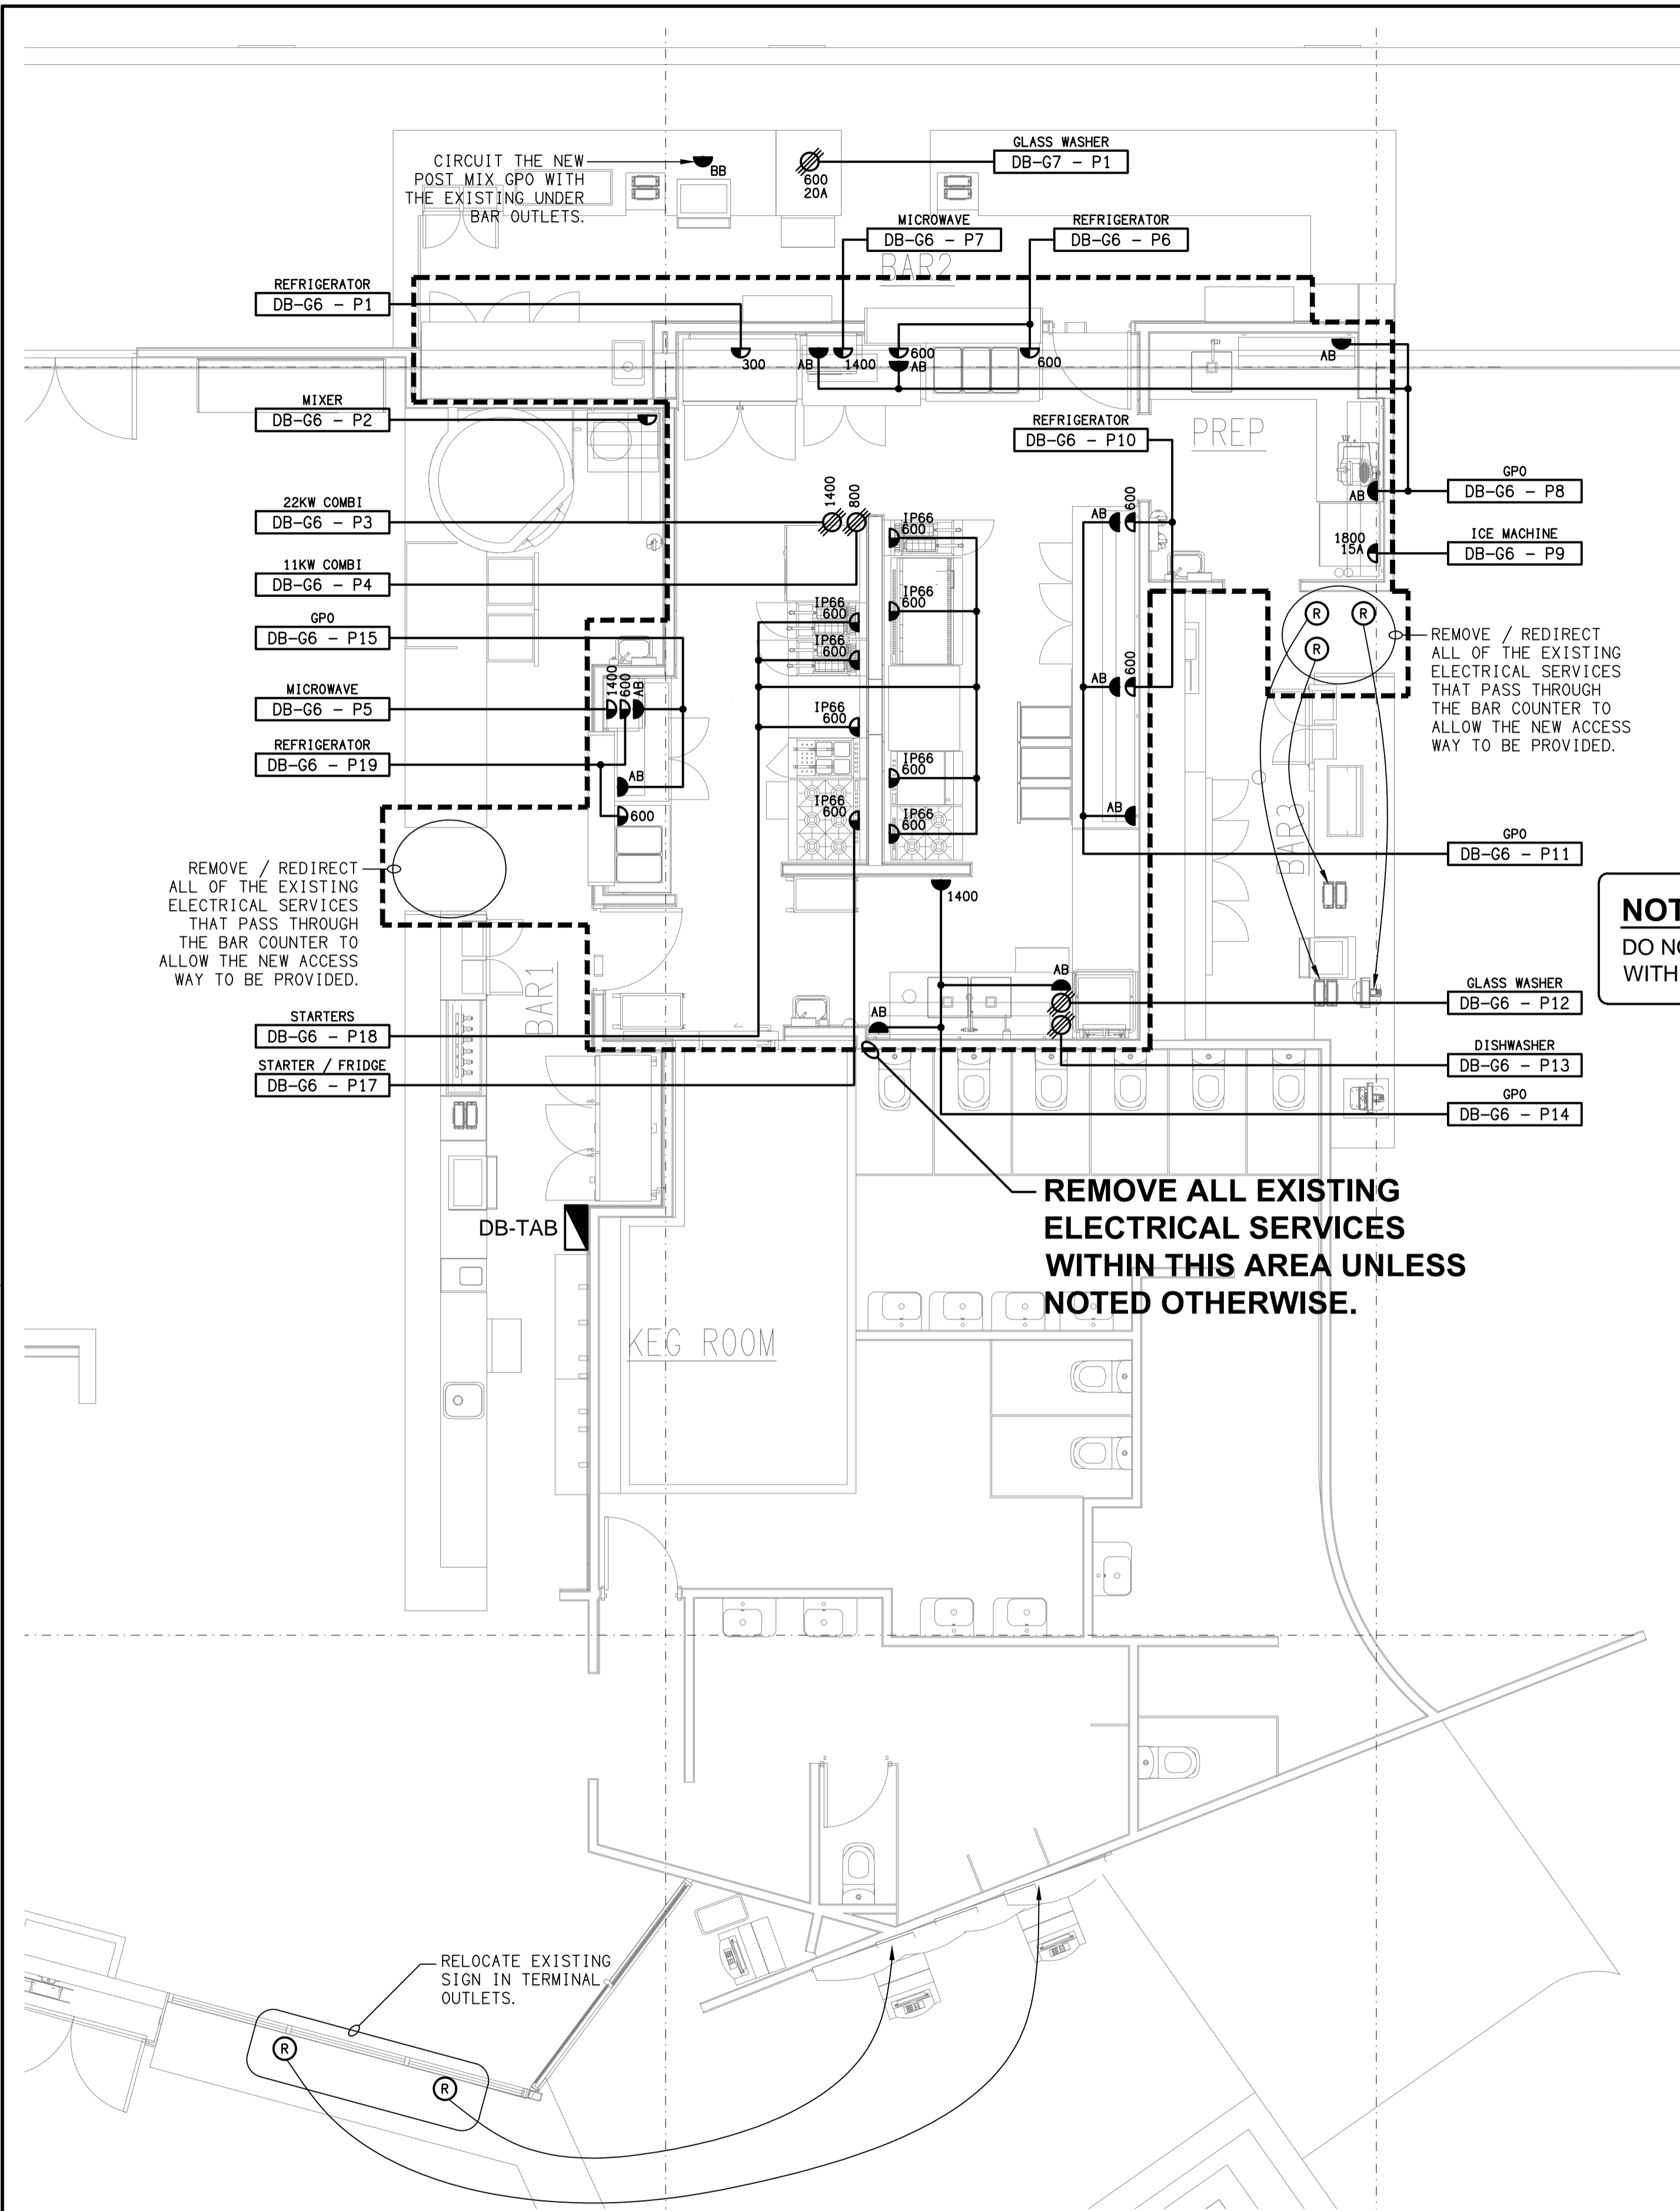 CIRCUIT THE NEW
POST MIX GPO WITH
THE EXISTING UNDER
BAR OUTLETS.
BB
600
20A
GLASS WASHER
DB-G7 - P1
MICROWAVE
DB-G6 - P7
REFRIGERATOR
DB-G6 - P6
BAR2
REFRIGERATOR
DB-G6 - P1
300
AB
1400
600
AB
600
AB
MIXER
DB-G6 - P2
REFRIGERATOR
DB-G6 - P10
PREP
GPO
DB-G6 - P8
AB
22KW COMBI
DB-G6 - P3
1400
800
IP66
600
AB
600
1800
15A
ICE MACHINE
DB-G6 - P9
11KW COMBI
DB-G6 - P4
IP66
600
IP66
600
GPO
DB-G6 - P15
IP66
600
R
R
R
REMOVE / REDIRECT
ALL OF THE EXISTING
ELECTRICAL SERVICES
THAT PASS THROUGH
THE BAR COUNTER TO
ALLOW THE NEW ACCESS
WAY TO BE PROVIDED.
MICROWAVE
DB-G6 - P5
1400
600
AB
AB
600
IP66
600
REFRIGERATOR
DB-G6 - P19
AB
600
IP66
600
IP66
600
IP66
600
AB
BAR3
GPO
DB-G6 - P11
REMOVE / REDIRECT
ALL OF THE EXISTING
ELECTRICAL SERVICES
THAT PASS THROUGH
THE BAR COUNTER TO
ALLOW THE NEW ACCESS
WAY TO BE PROVIDED.
1400
NOT
DO NO
WITH
BAR1
AB
AB
GLASS WASHER
DB-G6 - P12
STARTERS
DB-G6 - P18
DISHWASHER
DB-G6 - P13
STARTER / FRIDGE
DB-G6 - P17
GPO
DB-G6 - P14
REMOVE ALL EXISTING
ELECTRICAL SERVICES
WITHIN THIS AREA UNLESS
NOTED OTHERWISE.
DB-TAB
KEG ROOM
RELOCATE EXISTING
SIGN IN TERMINAL
OUTLETS.
R
R